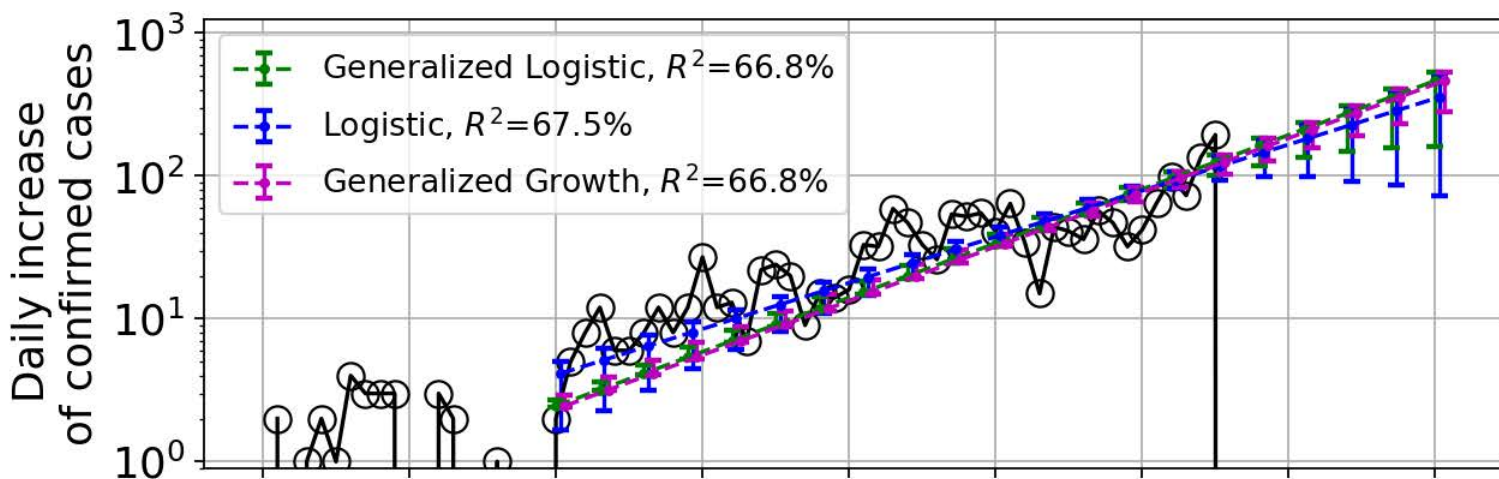 Daily increase
of confirmed cases
10³
10²
10¹
10⁰
Generalized Logistic, R²=66.8%
Logistic, R²=67.5%
Generalized Growth, R²=66.8%